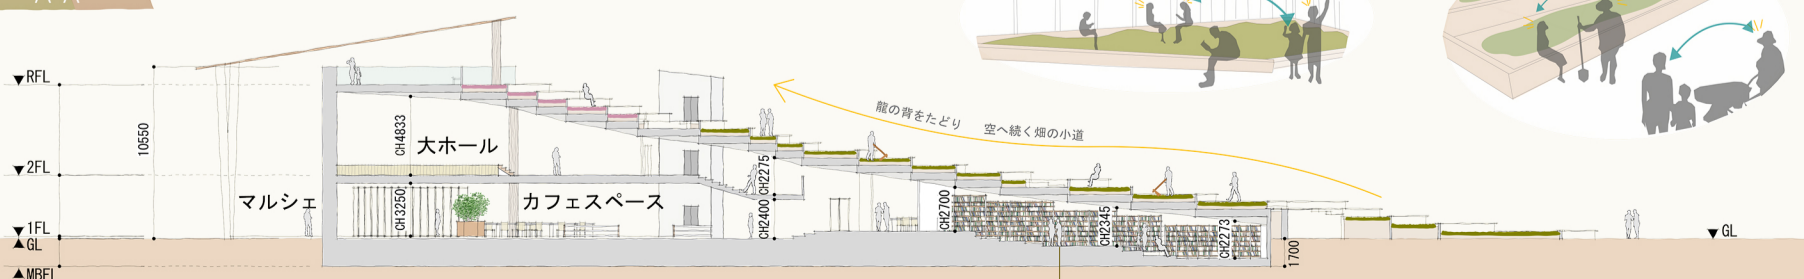 ▼RFL
10550
CH4833
大ホール
龍の背をたどり 空へ続く畑の小道
▼2FL
CH2275
マルシェ
CH3250
カフェスペース
CH2400
CH2700
CH2345
CH2273
▼1FL
▲GL
▼GL
1700
▲MBFL